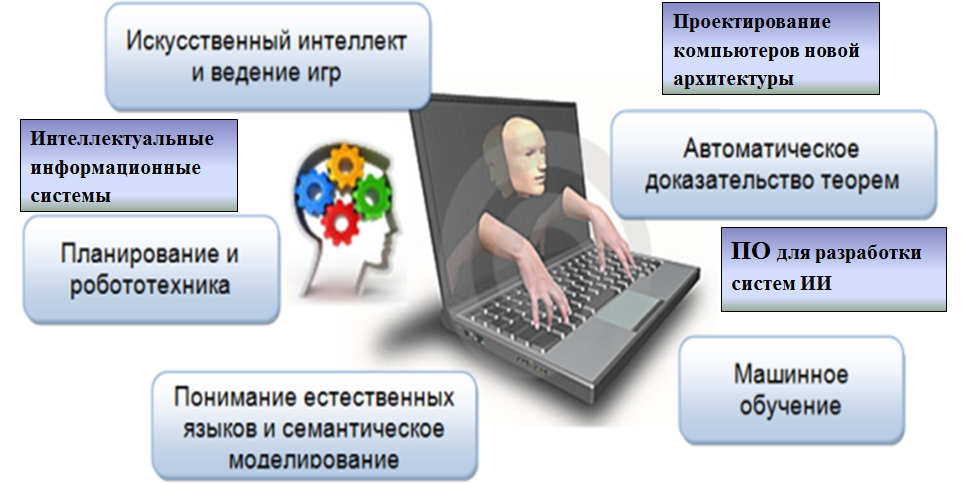 Искусственный интеллект
и ведение игр
Проектирование
компьютеров новой
архитектуры
Интеллектуальные
информационные
системы
Автоматическое
доказательство теорем
Планирование и
робототехника
ПО для разработки
систем ИИ
Понимание естественных
языков и семантическое
моделирование
Машинное
обучение